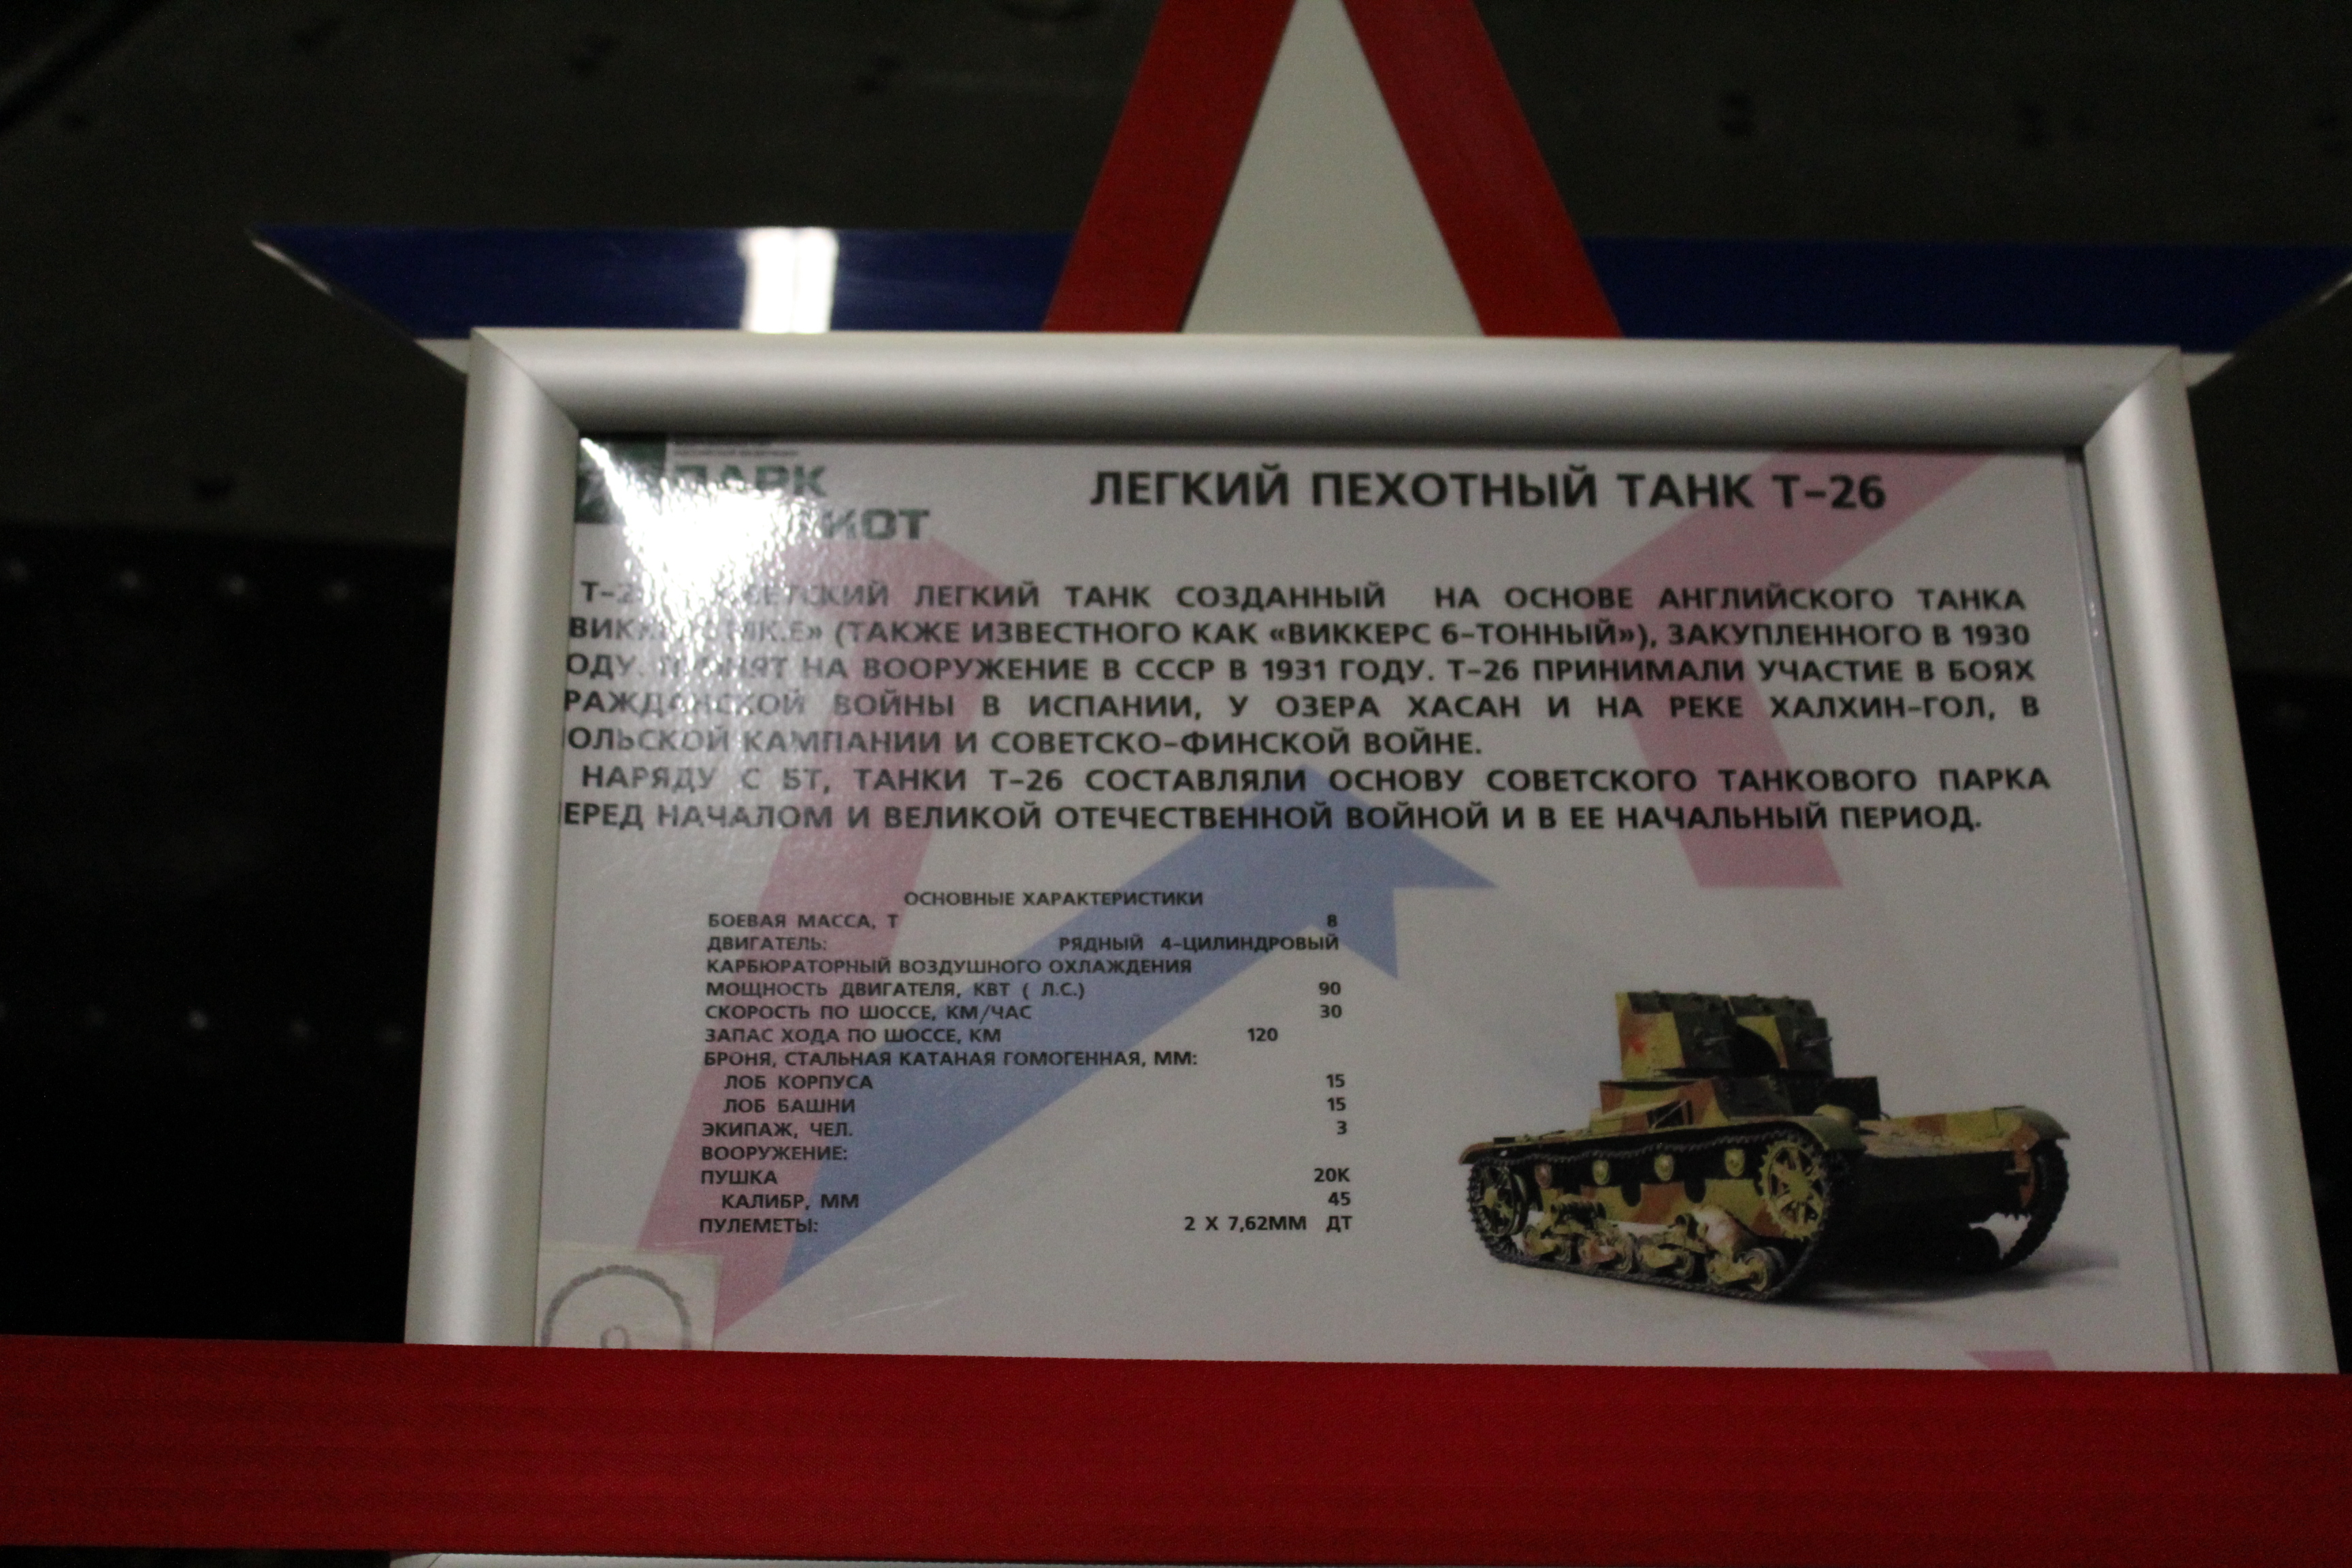 ПАРК
ЛЕГКИЙ ПЕХОТНЫЙ ТАНК Т-26
ЛЕГКИЙ ТАНК СОЗДАННЫЙ НА ОСНОВЕ АНГЛИЙСКОГО ТАНКА
(ТАКЖЕ ИЗВЕСТНОГО КАК «ВИККЕРС 6-ТОННЫЙ»), ЗАКУПЛЕННОГО В 1930
ОДУ. НА ВООРУЖЕНИЕ В СССР В 1931 ГОДУ. Т-26 ПРИНИМАЛИ УЧАСТИЕ В БОЯХ
РАЖДАНСКОЙ ВОЙНЫ В ИСПАНИИ, У ОЗЕРА ХАСАН И НА РЕКЕ ХАЛХИН-ГОЛ, В
ОЛЬСКОЙ КАМПАНИИ И СОВЕТСКО-ФИНСКОЙ ВОЙНЕ.
НАРЯДУ С БТ, ТАНКИ Т-26 СОСТАВЛЯЛИ ОСНОВУ СОВЕТСКОГО ТАНКОВОГО ПАРКА
ЕРЕД НАЧАЛОМ И ВЕЛИКОЙ ОТЕЧЕСТВЕННОЙ ВОЙНОЙ И В ЕЕ НАЧАЛЬНЫЙ ПЕРИОД.
ОСНОВНЫЕ ХАРАКТЕРИСТИКИ
БОЕВАЯ МАССА, Т 8
ДВИГАТЕЛЬ: РЯДНЫЙ 4-ЦИЛИНДРОВЫЙ
КАРБЮРАТОРНЫЙ ВОЗДУШНОГО ОХЛАЖДЕНИЯ
МОЩНОСТЬ ДВИГАТЕЛЯ, КВТ ( Л.С.) 90
СКОРОСТЬ ПО ШОССЕ, КМ/ЧАС 30
ЗАПАС ХОДА ПО ШОССЕ, КМ 120
БРОНЯ, СТАЛЬНАЯ КАТАНАЯ ГОМОГЕННАЯ, ММ:
ЛОБ КОРПУСА 15
ЛОБ БАШНИ 15
ЭКИПАЖ, ЧЕЛ. 3
ВООРУЖЕНИЕ:
ПУШКА 20К
КАЛИБР, ММ 45
ПУЛЕМЕТЫ: 2 Х 7,62ММ ДТ